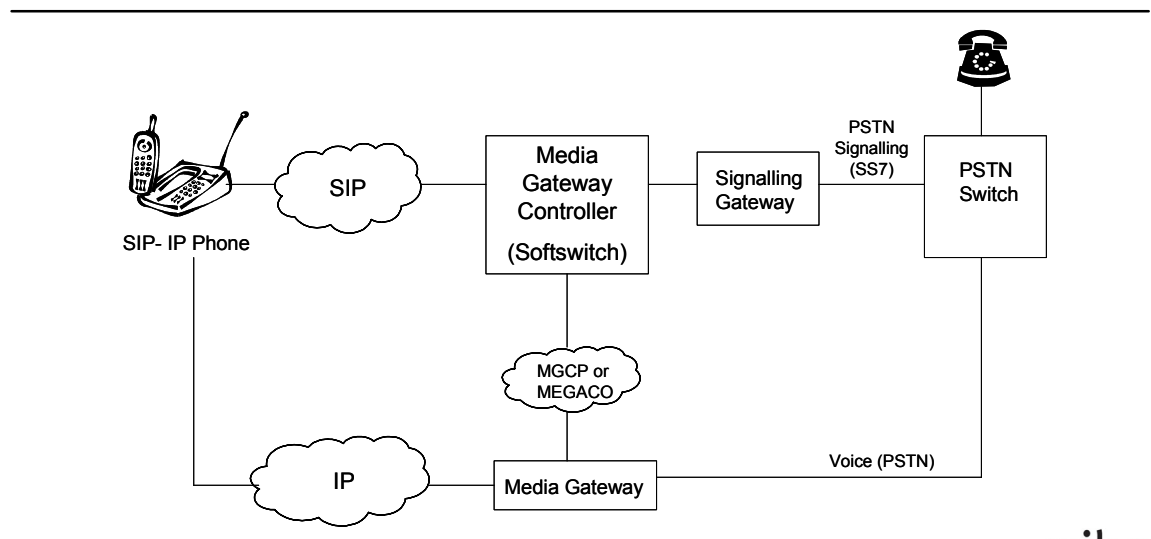 SIP- IP Phone
SIP
Media
Gateway
Controller
(Softswitch)
Signalling
Gateway
PSTN
Signalling
(SS7)
PSTN
Switch
MGCP or
MEGACO
IP
Media Gateway
Voice (PSTN)